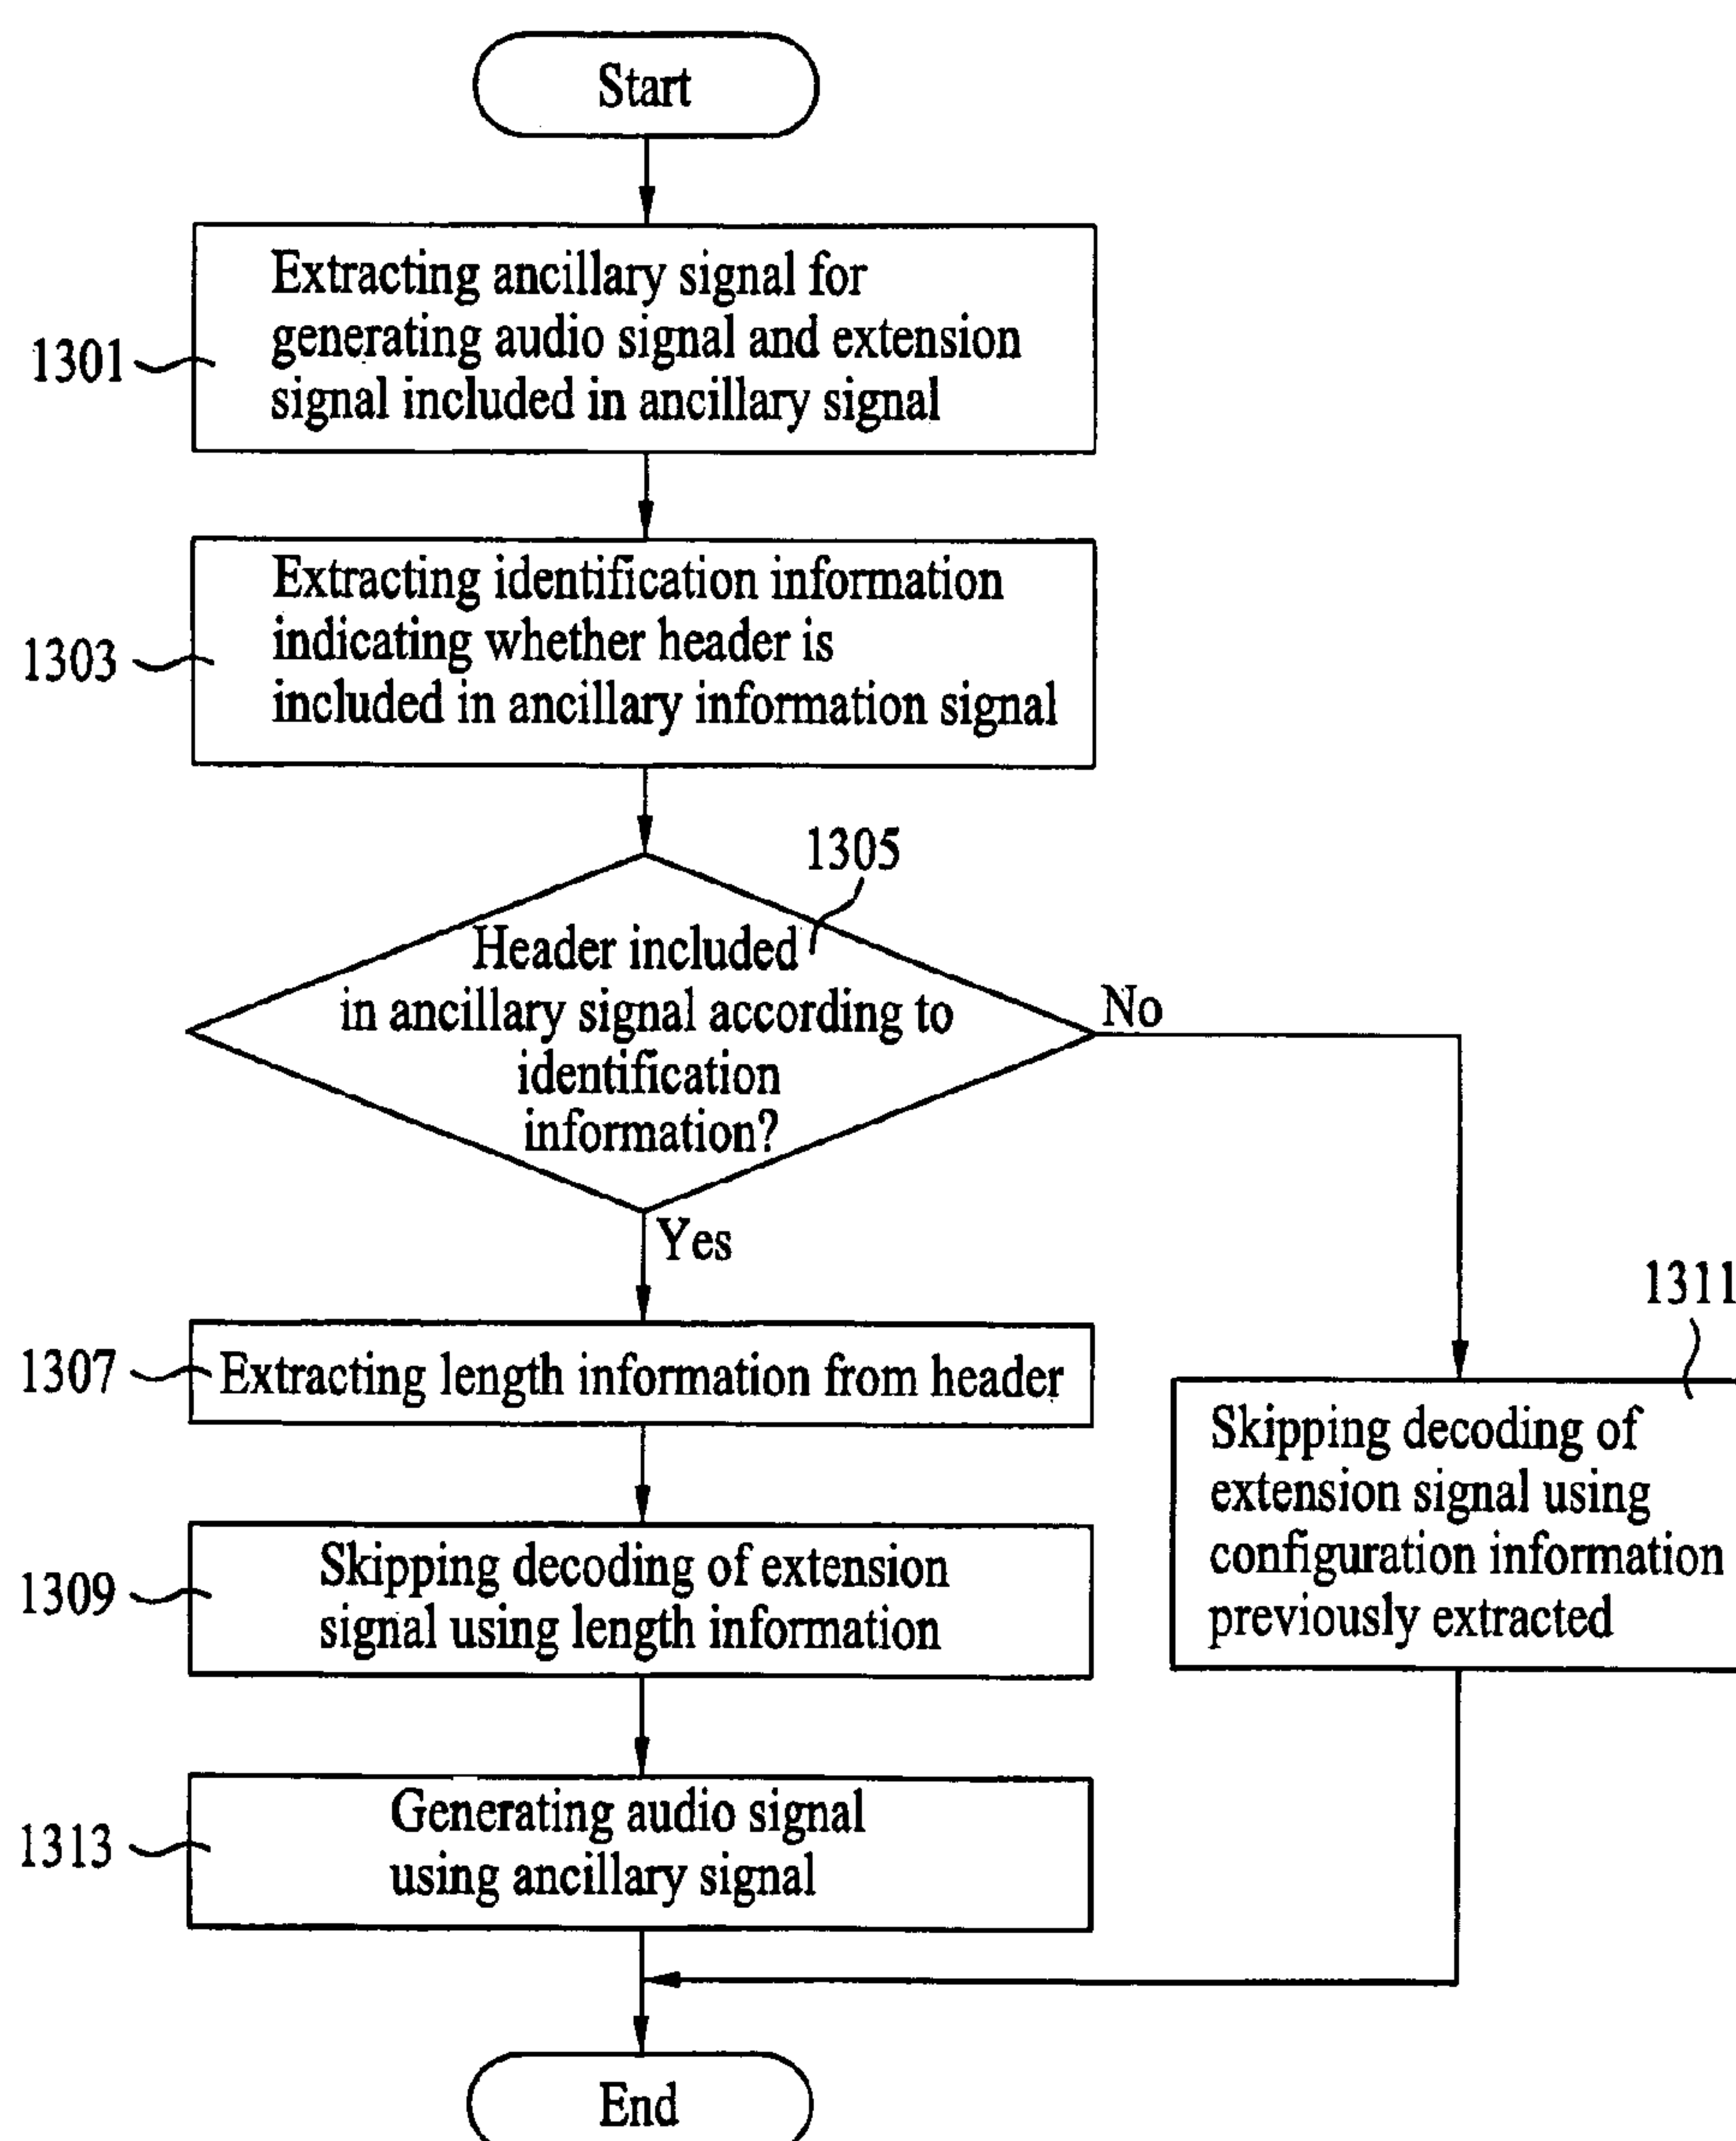 Start
1301
Extracting ancillary signal for
generating audio signal and extension
signal included in ancillary signal
1303
Extracting identification information
indicating whether header is
included in ancillary information signal
1305
Header included
in ancillary signal according to
identification
information?
No
Yes
1307
Extracting length information from header
1311
1309
Skipping decoding of extension
signal using length information
Skipping decoding of
extension signal using
configuration information
previously extracted
1313
Generating audio signal
using ancillary signal
End